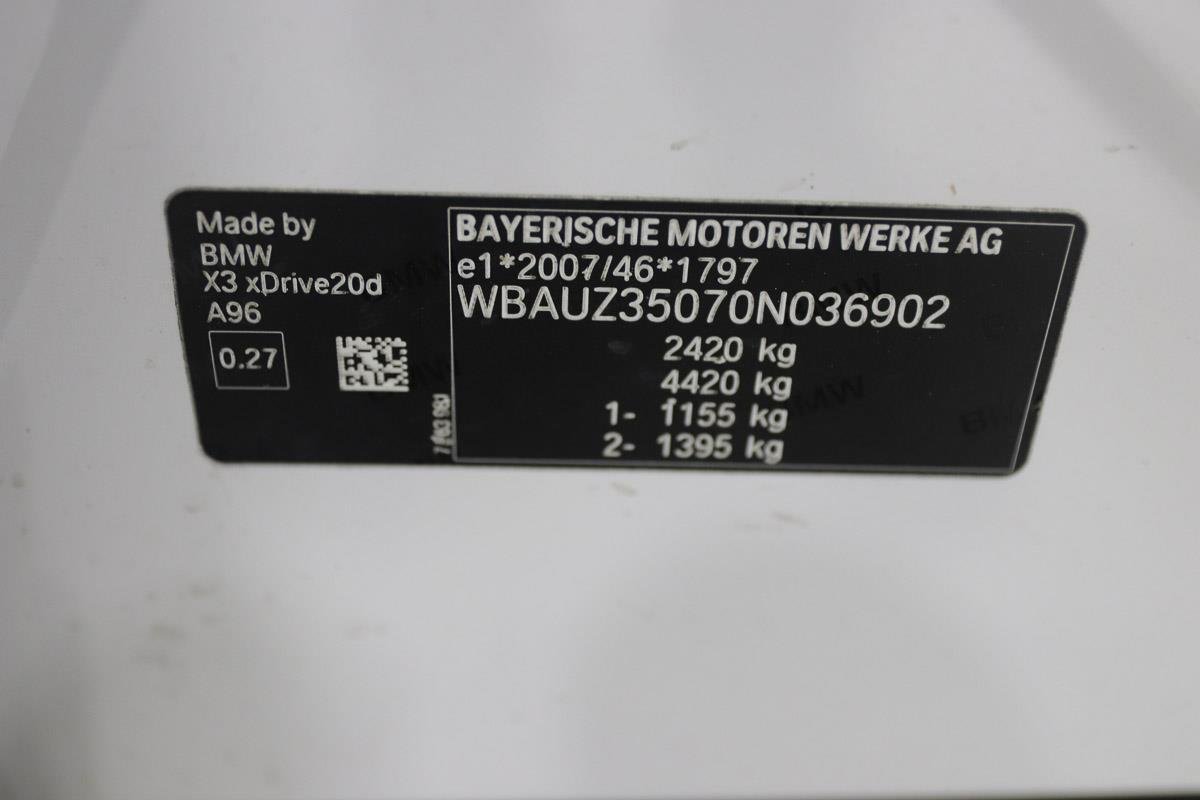 Made by
BMW
X3 xDrive20d
A96
0.27
BAYERISCHE MOTOREN WERKE AG
e1*2007/46*1797
WBAUZ35070N036902
2420 kg
4420 kg
1- 1155 kg
2- 1395 kg